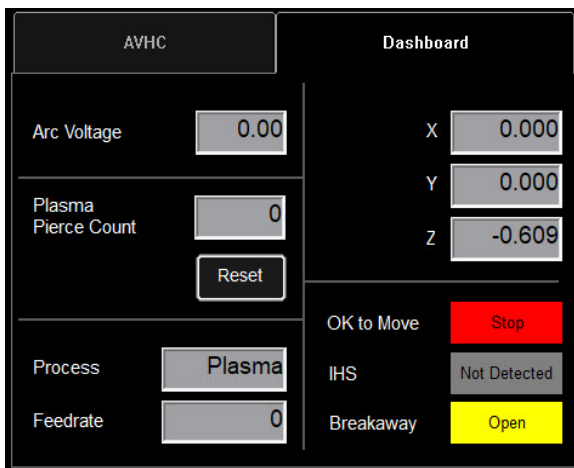 AVHC
Dashboard
Arc Voltage 0.00
Plasma
Pierce Count 0
Reset
Process Plasma
Feedrate 0
X 0.000
Y 0.000
Z -0.609
OK to Move Stop
IHS Not Detected
Breakaway Open